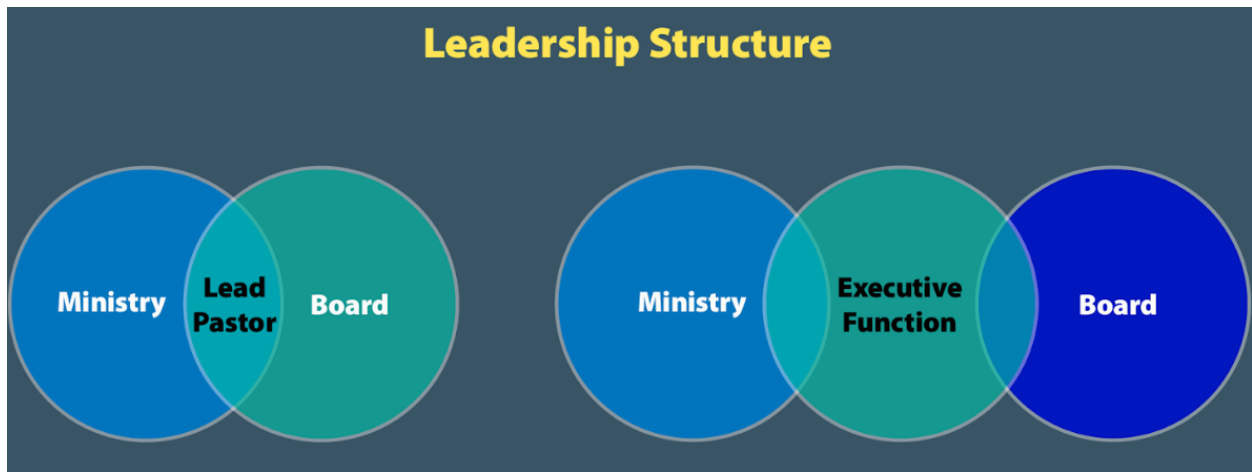 Leadership Structure
Ministry
Lead
Pastor
Board
Ministry
Executive
Function
Board